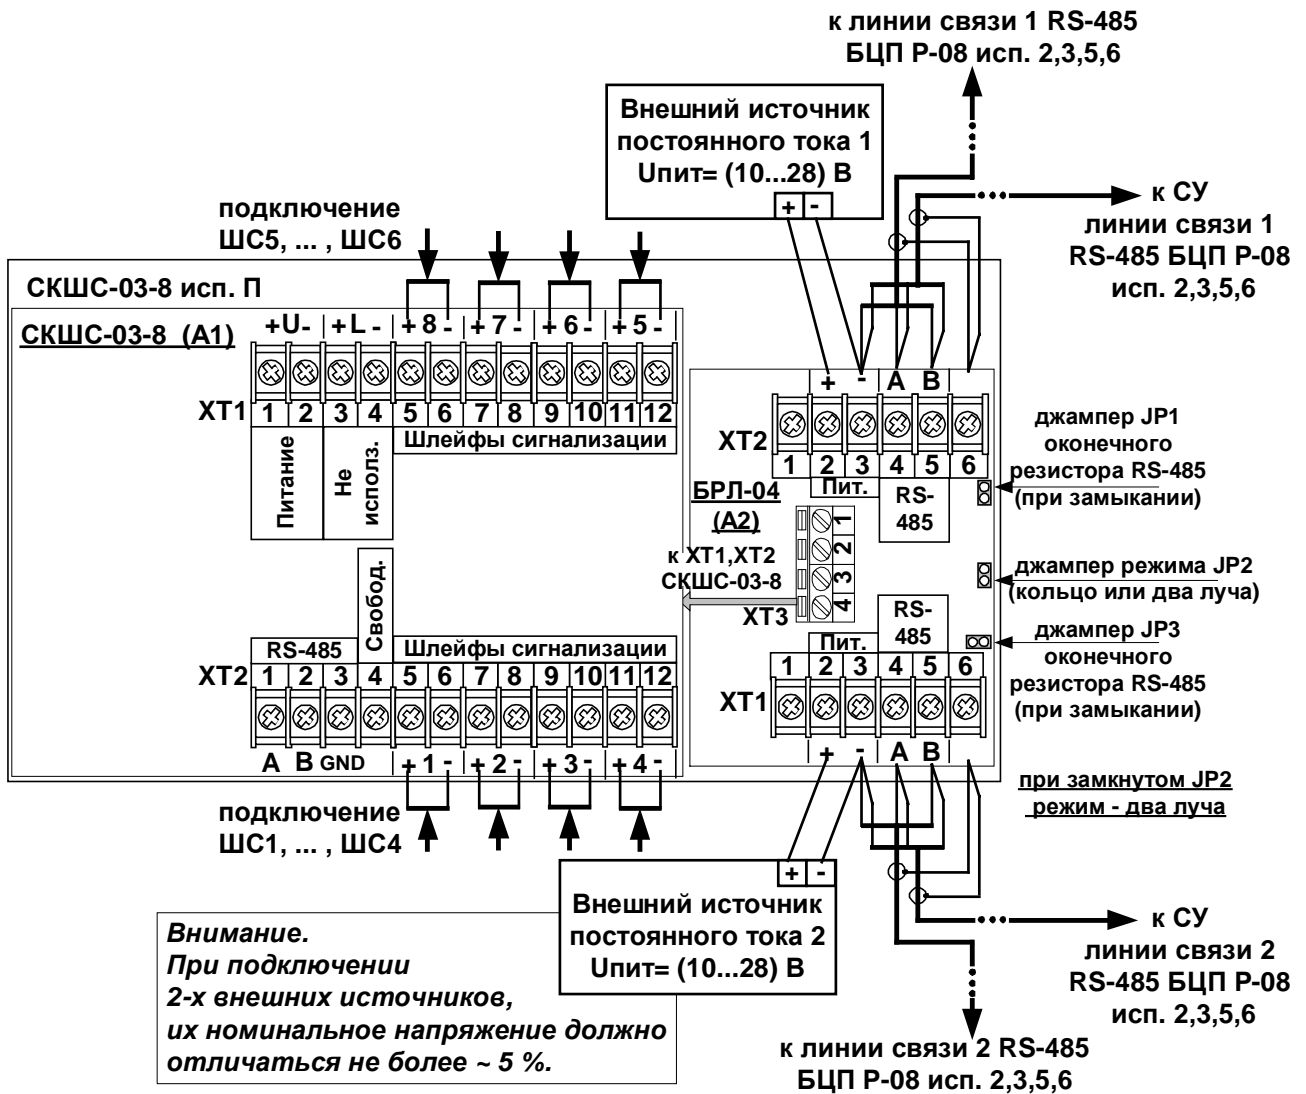 к линии связи 1 RS-485
БЦП Р-08 исп. 2,3,5,6
Внешний источник
постоянного тока 1
Uпит= (10...28) В
+ -
к СУ
линии связи 1
RS-485 БЦП Р-08
исп. 2,3,5,6
подключение
ШС5, ... , ШС6
СКШС-03-8 исп. П
СКШС-03-8 (А1)
+U- +L - +8 - +7 - +6 - +5 -
ХТ1 1 2 3 4 5 6 7 8 9 10 11 12
Питание
Не
исполз.
Шлейфы сигнализации
+ - А В
ХТ2
1 2 3 4 5 6
Пит.
RS-
485
БРЛ-04
(А2)
джампер JP1
оконечного
резистора RS-485
(при замыкании)
1
2
3
4
к ХТ1,ХТ2
СКШС-03-8
ХТ3
джампер режима JP2
(кольцо или два луча)
Свобод.
RS-485
Шлейфы сигнализации
ХТ2 1 2 3 4 5 6 7 8 9 10 11 12
А В GND + 1 - + 2 - + 3 - + 4 -
RS-
485
Пит.
1 2 3 4 5 6
ХТ1
+ - А В
джампер JP3
оконечного
резистора RS-485
(при замыкании)
при замкнутом JP2
режим - два луча
подключение
ШС1, ... , ШС4
+ -
Внешний источник
постоянного тока 2
Uпит= (10...28) В
к СУ
линии связи 2
RS-485 БЦП Р-08
исп. 2,3,5,6
Внимание.
При подключении
2-х внешних источников,
их номинальное напряжение должно
отличаться не более ~ 5 %.
к линии связи 2 RS-485
БЦП Р-08 исп. 2,3,5,6